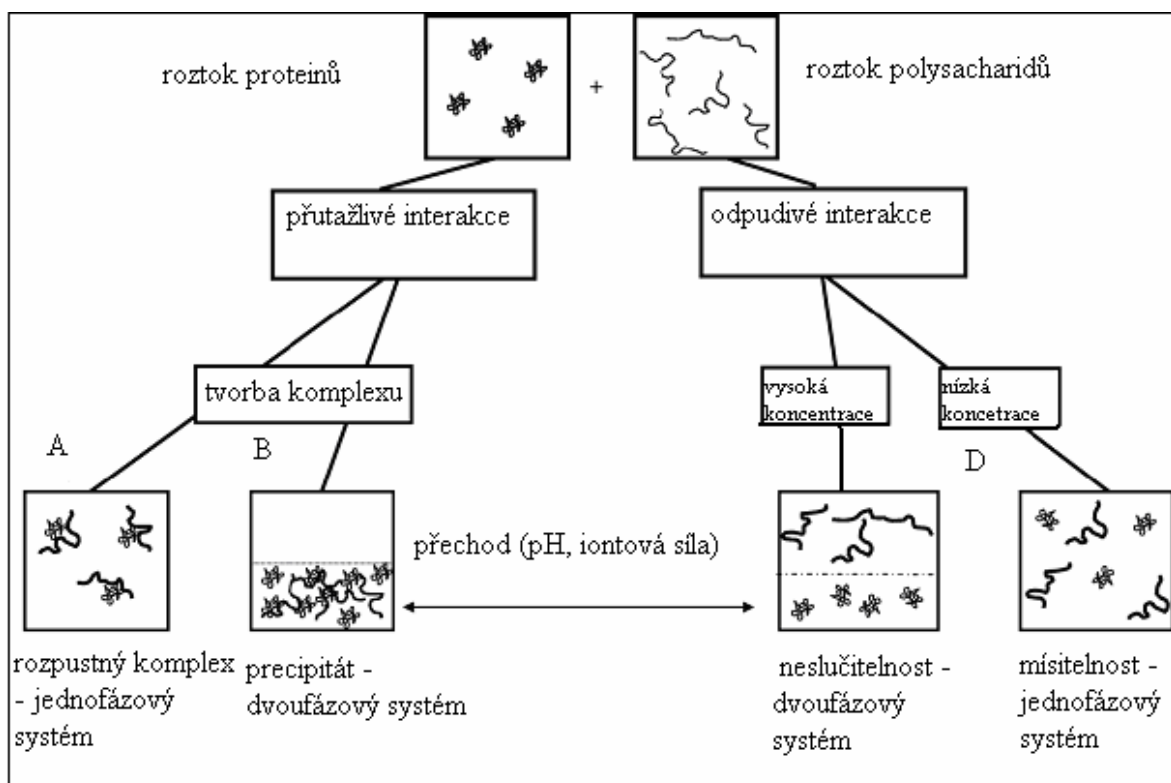 roztok proteinů
+
roztok polysacharidů
přutažlivé interakce
odpudivé interakce
tvorba komplexu
vysoká
koncentrace
nízká
koncetrace
A
B
D
přechod (pH, iontová síla)
rozpustný komplex
- jednofázový
systém
precipitát -
dvoufázový systém
neslučitelnost -
dvoufázový
systém
mísitelnost -
jednofázový
systém